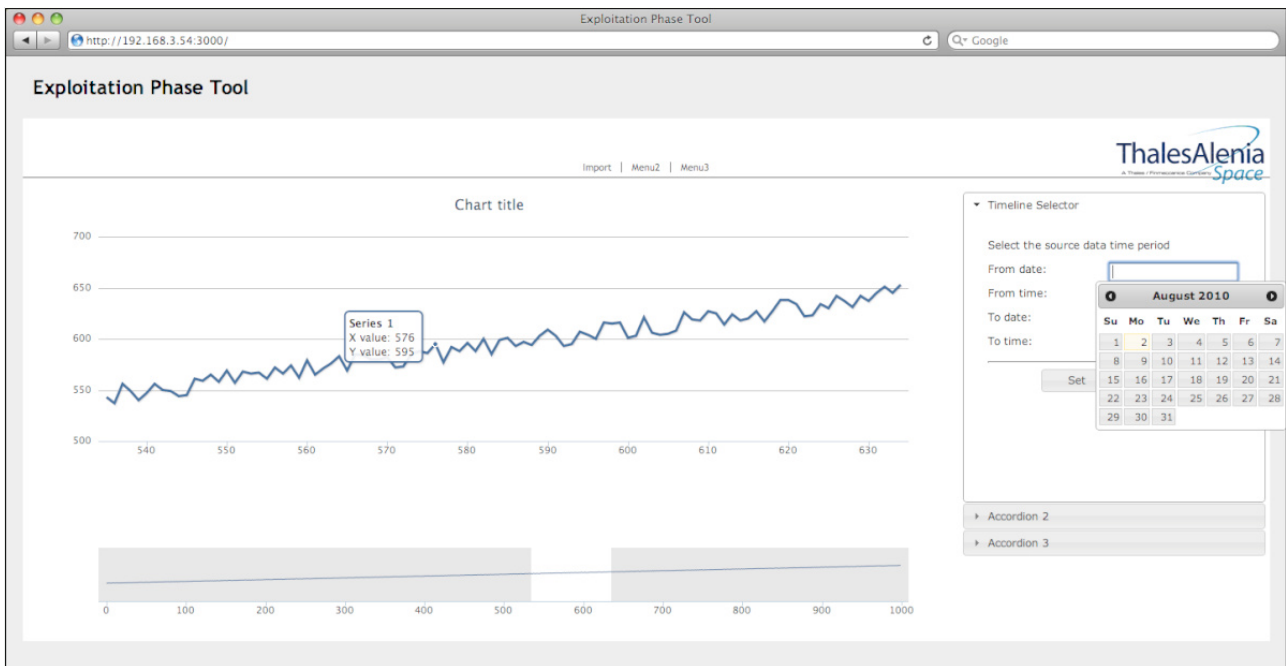 Exploitation Phase Tool
http://192.168.3.54:3000/
Google
Exploitation Phase Tool
ThalesAlenia
A Thales / Finmeccanica Company Space
Import | Menu2 | Menu3
Chart title
700
650
600
550
500
Series 1
X value: 576
Y value: 595
540 550 560 570 580 590 600 610 620 630
0 100 200 300 400 500 600 700 800 900 1000
Timeline Selector
Select the source data time period
From date:
From time:
To date:
To time:
Set
August 2010
Su Mo Tu We Th Fr Sa
1 2 3 4 5 6 7
8 9 10 11 12 13 14
15 16 17 18 19 20 21
22 23 24 25 26 27 28
29 30 31
Accordion 2
Accordion 3